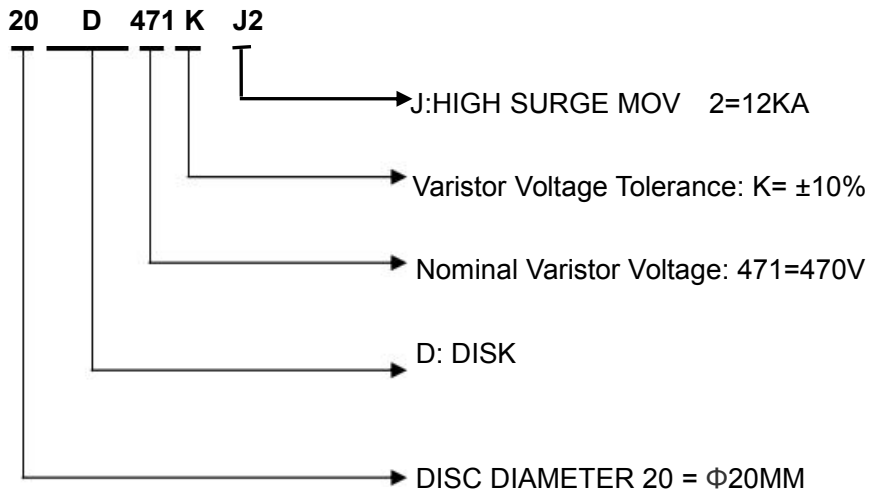 20 D 471 K J2
J:HIGH SURGE MOV 2=12KA
Varistor Voltage Tolerance: K= ±10%
Nominal Varistor Voltage: 471=470V
D: DISK
DISC DIAMETER 20 = Φ20MM